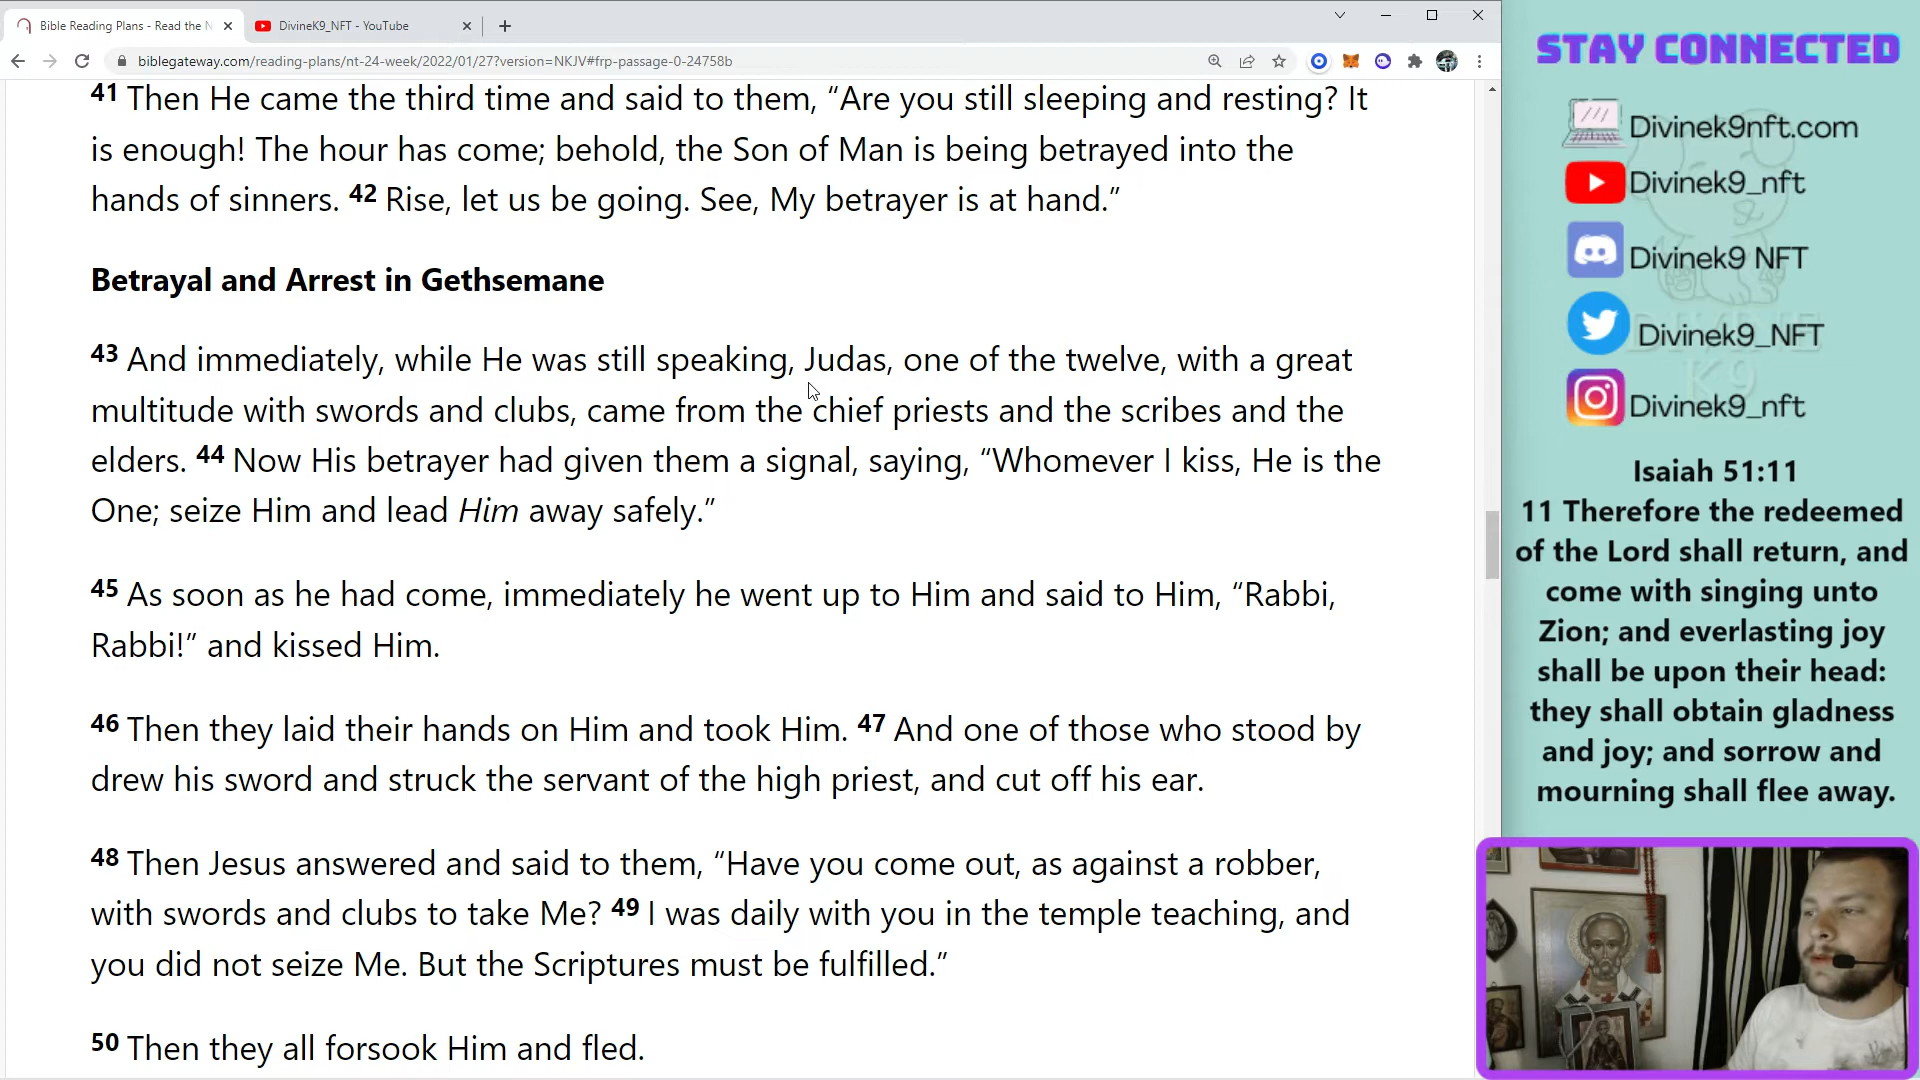 Bible Reading Plans - Read the N
DivineK9_NFT - YouTube
biblegateway.com/reading-plans/nt-24-week/2022/01/27?version=NKJV#frp-passage-0-24758b
41 Then He came the third time and said to them, “Are you still sleeping and resting? It
is enough! The hour has come; behold, the Son of Man is being betrayed into the
hands of sinners. 42 Rise, let us be going. See, My betrayer is at hand.”
Betrayal and Arrest in Gethsemane
43 And immediately, while He was still speaking, Judas, one of the twelve, with a great
multitude with swords and clubs, came from the chief priests and the scribes and the
elders. 44 Now His betrayer had given them a signal, saying, “Whomever I kiss, He is the
One; seize Him and lead Him away safely.”
45 As soon as he had come, immediately he went up to Him and said to Him, “Rabbi,
Rabbi!” and kissed Him.
46 Then they laid their hands on Him and took Him. 47 And one of those who stood by
drew his sword and struck the servant of the high priest, and cut off his ear.
48 Then Jesus answered and said to them, “Have you come out, as against a robber,
with swords and clubs to take Me? 49 I was daily with you in the temple teaching, and
you did not seize Me. But the Scriptures must be fulfilled.”
50 Then they all forsook Him and fled.
STAY CONNECTED
Divinek9nft.com
Divinek9_nft
Divinek9 NFT
Divinek9_NFT
Divinek9_nft
DIVINE
K9
Isaiah 51:11
11 Therefore the redeemed
of the Lord shall return, and
come with singing unto
Zion; and everlasting joy
shall be upon their head:
they shall obtain gladness
and joy; and sorrow and
mourning shall flee away.